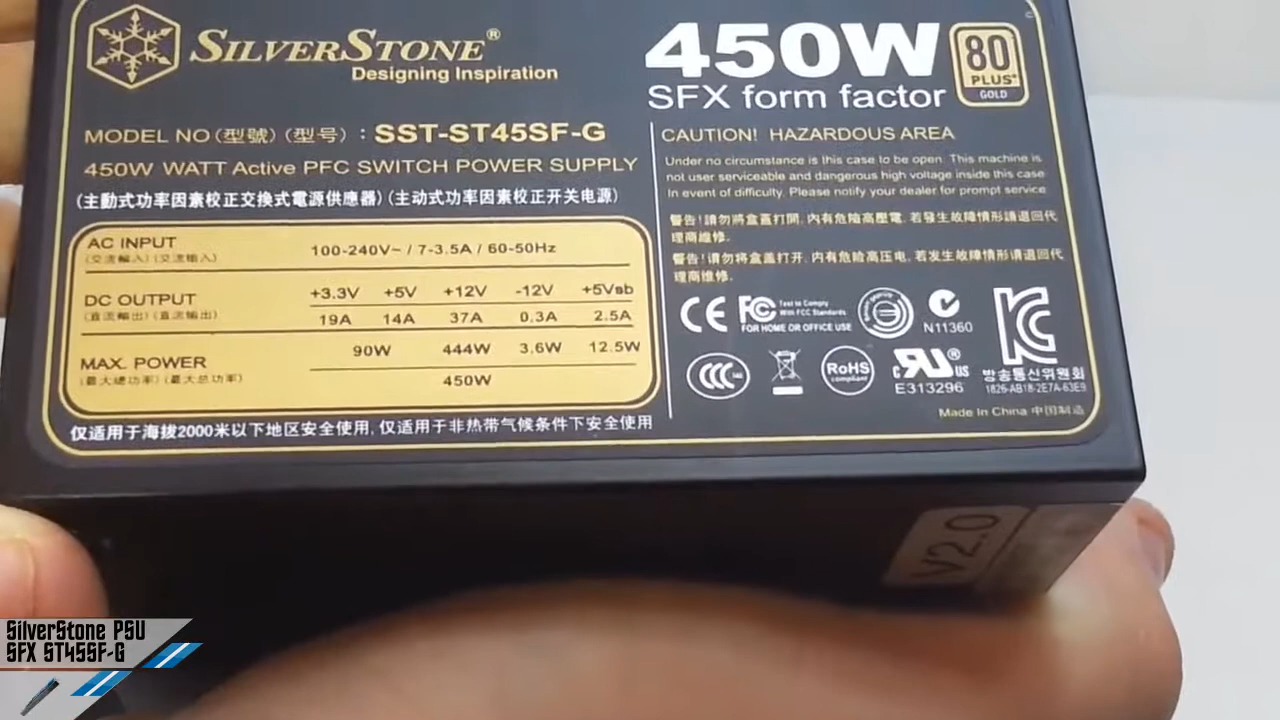 SILVERSTONE®
Designing Inspiration
450W
SFX form factor
80
PLUS®
GOLD
MODEL NO(型號) (型号) : SST-ST45SF-G
450W WATT Active PFC SWITCH POWER SUPPLY
(主動式功率因素校正交換式電源供應器) (主动式功率因素校正开关电源)
AC INPUT
(交流輸入) (交流输入)
100-240V~ / 7-3.5A / 60-50Hz
DC OUTPUT
(直流輸出) (直流输出)
+3.3V +5V +12V -12V +5Vsb
19A 14A 37A 0.3A 2.5A
MAX. POWER
(最大總功率) (最大总功率)
90W 444W 3.6W 12.5W
450W
仅适用于海拔2000米以下地区安全使用, 仅适用于非热带气候条件下安全使用
CAUTION! HAZARDOUS AREA
Under no circumstance is this case to be open. This machine is
not user serviceable and dangerous high voltage inside this case
In event of difficulty. Please notify your dealer for prompt service
警告! 請勿將盒蓋打開, 內有危險高壓電, 若發生故障情形請退回代
理商維修.
警告! 请勿将盒盖打开, 内有危险高压电, 若发生故障情形请退回代
理商维修.
CE FC Test to Comply
With FCC Standards
FOR HOME OR OFFICE USE
N11360
CCC
RoHS
compliant
c RU ® US
E313296
KC
방송통신위원회
1826-AB18-2E7A-63E9
Made In China 中国制造
V2.0
SilverStone PSU
SFX ST45SF-G